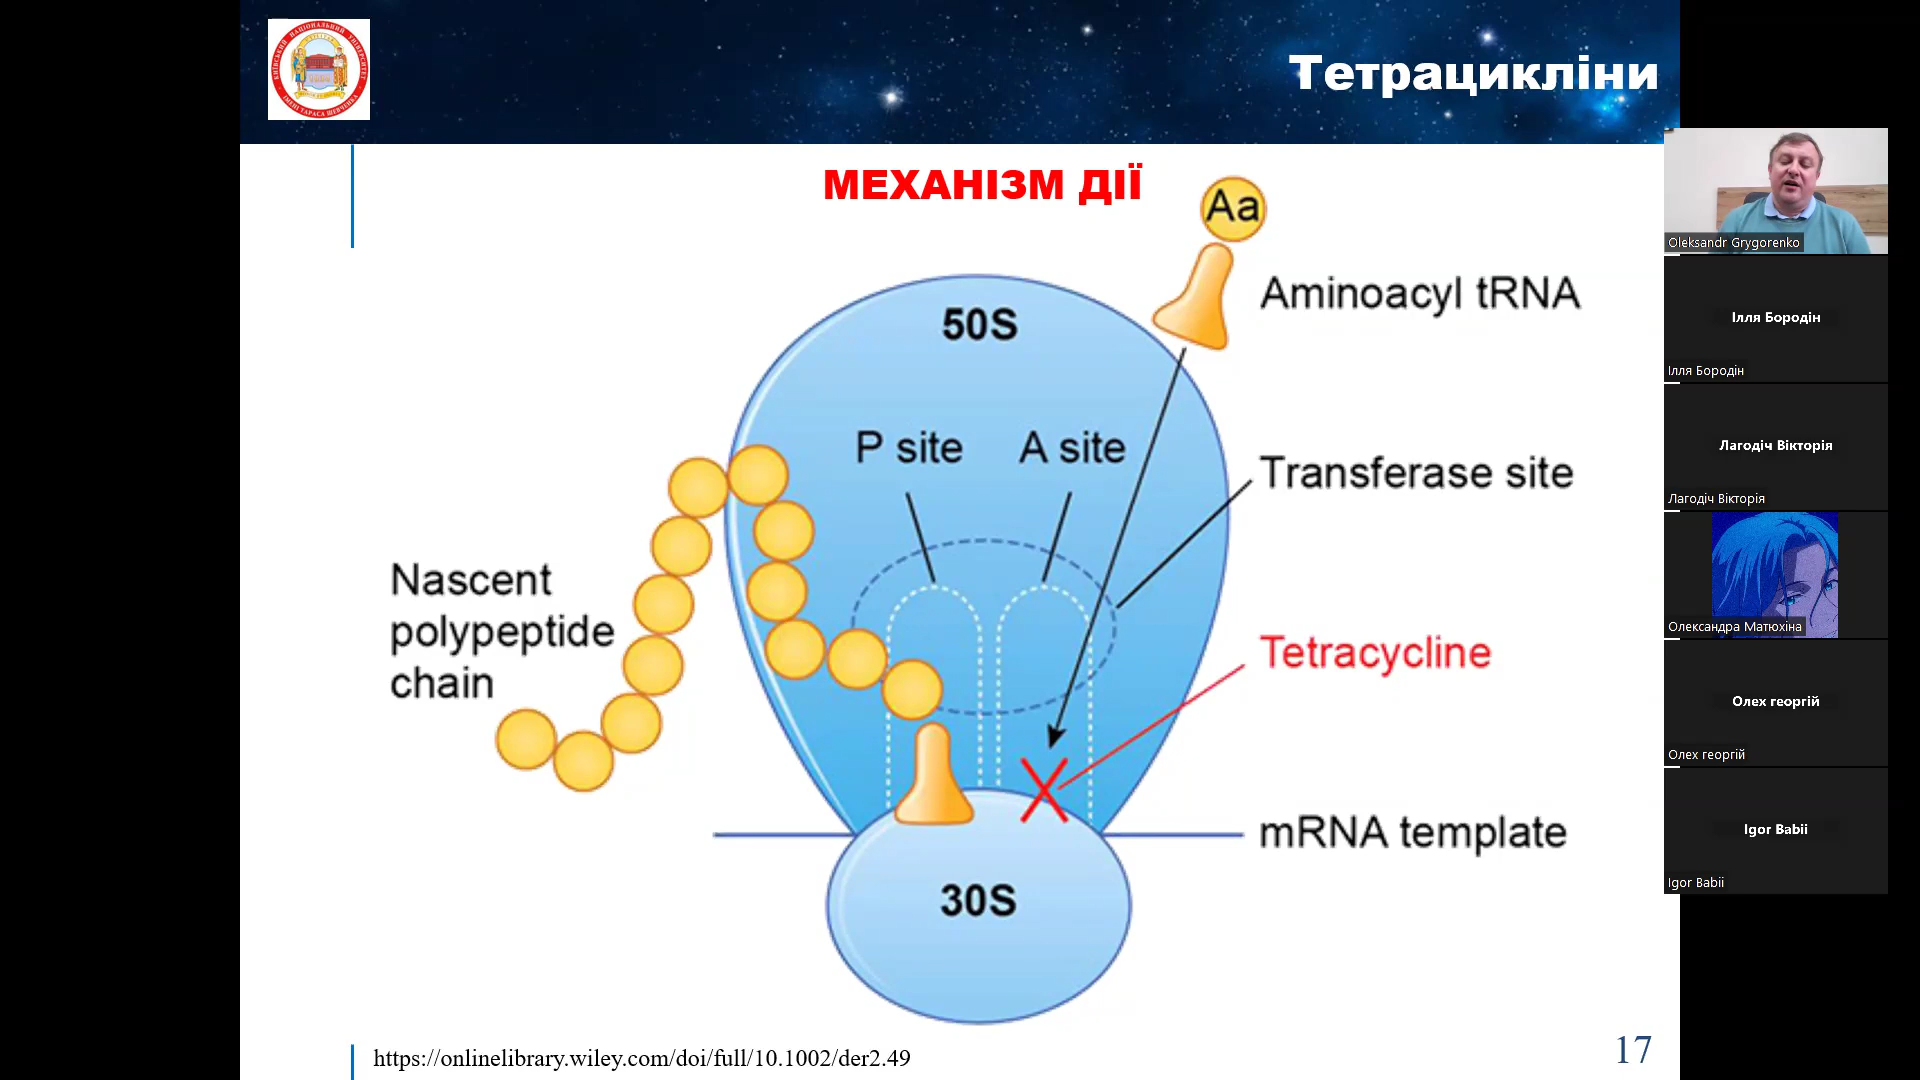 Тетрацикліни
МЕХАНІЗМ ДІЇ
Aa
Aminoacyl tRNA
50S
P site
A site
Transferase site
Nascent
polypeptide
chain
Tetracycline
mRNA template
30S
https://onlinelibrary.wiley.com/doi/full/10.1002/der2.49
17
Oleksandr Grygorenko
Ілля Бородін
Ілля Бородін
Лагодіч Вікторія
Лагодіч Вікторія
Олександра Матюхіна
Олех георгій
Олех георгій
Igor Babii
Igor Babii